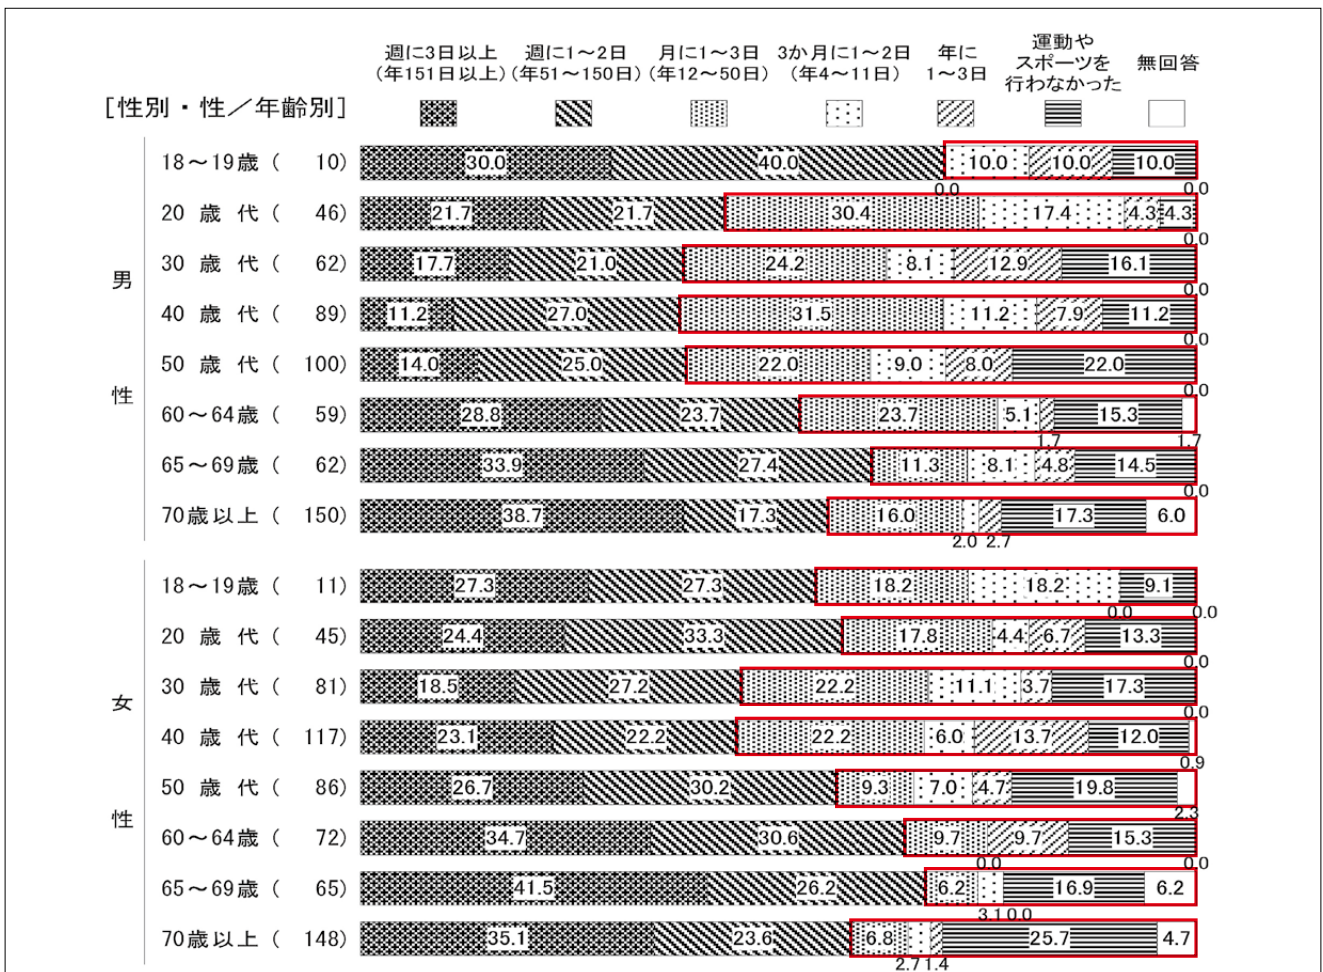 週に3日以上 週に1～2日 月に1～3日 3か月に1～2日 年に 運動や 無回答
(年151日以上) (年51～150日) (年12～50日) (年4～11日) 1～3日 スポーツを
行わなかった
[性別・性／年齢別]
男性
18～19歳 ( 10) 30.0 40.0 0.0 10.0 10.0 10.0 0.0
20 歳 代 ( 46) 21.7 21.7 30.4 17.4 4.3 4.3 0.0
30 歳 代 ( 62) 17.7 21.0 24.2 8.1 12.9 16.1 0.0
40 歳 代 ( 89) 11.2 27.0 31.5 11.2 7.9 11.2 0.0
50 歳 代 ( 100) 14.0 25.0 22.0 9.0 8.0 22.0 0.0
60～64歳 ( 59) 28.8 23.7 23.7 5.1 1.7 15.3 1.7
65～69歳 ( 62) 33.9 27.4 11.3 8.1 4.8 14.5 0.0
70歳以上 ( 150) 38.7 17.3 16.0 2.0 2.7 17.3 6.0
女性
18～19歳 ( 11) 27.3 27.3 18.2 18.2 0.0 9.1 0.0
20 歳 代 ( 45) 24.4 33.3 17.8 4.4 6.7 13.3 0.0
30 歳 代 ( 81) 18.5 27.2 22.2 11.1 3.7 17.3 0.0
40 歳 代 ( 117) 23.1 22.2 22.2 6.0 13.7 12.0 0.9
50 歳 代 ( 86) 26.7 30.2 9.3 7.0 4.7 19.8 2.3
60～64歳 ( 72) 34.7 30.6 9.7 0.0 9.7 15.3 0.0
65～69歳 ( 65) 41.5 26.2 6.2 3.1 0.0 16.9 6.2
70歳以上 ( 148) 35.1 23.6 6.8 2.7 1.4 25.7 4.7